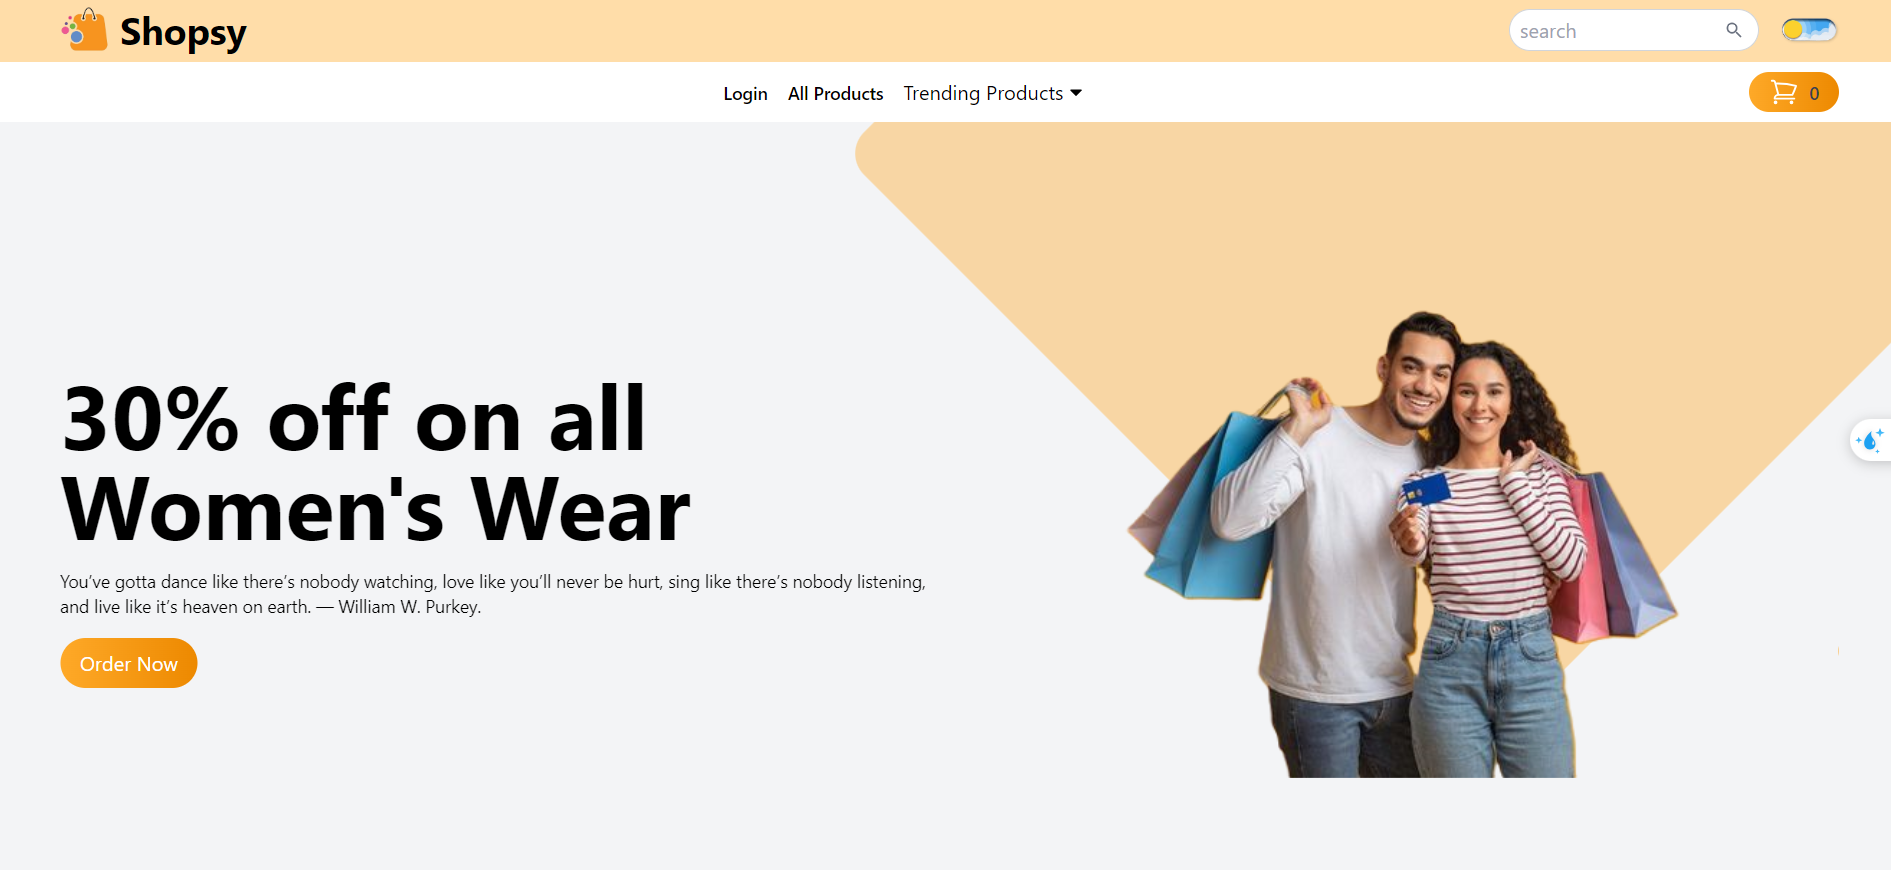 Shopsy
search
Login
All Products
Trending Products
0
30% off on all
Women's Wear
You’ve gotta dance like there’s nobody watching, love like you’ll never be hurt, sing like there’s nobody listening,
and live like it’s heaven on earth. — William W. Purkey.
Order Now